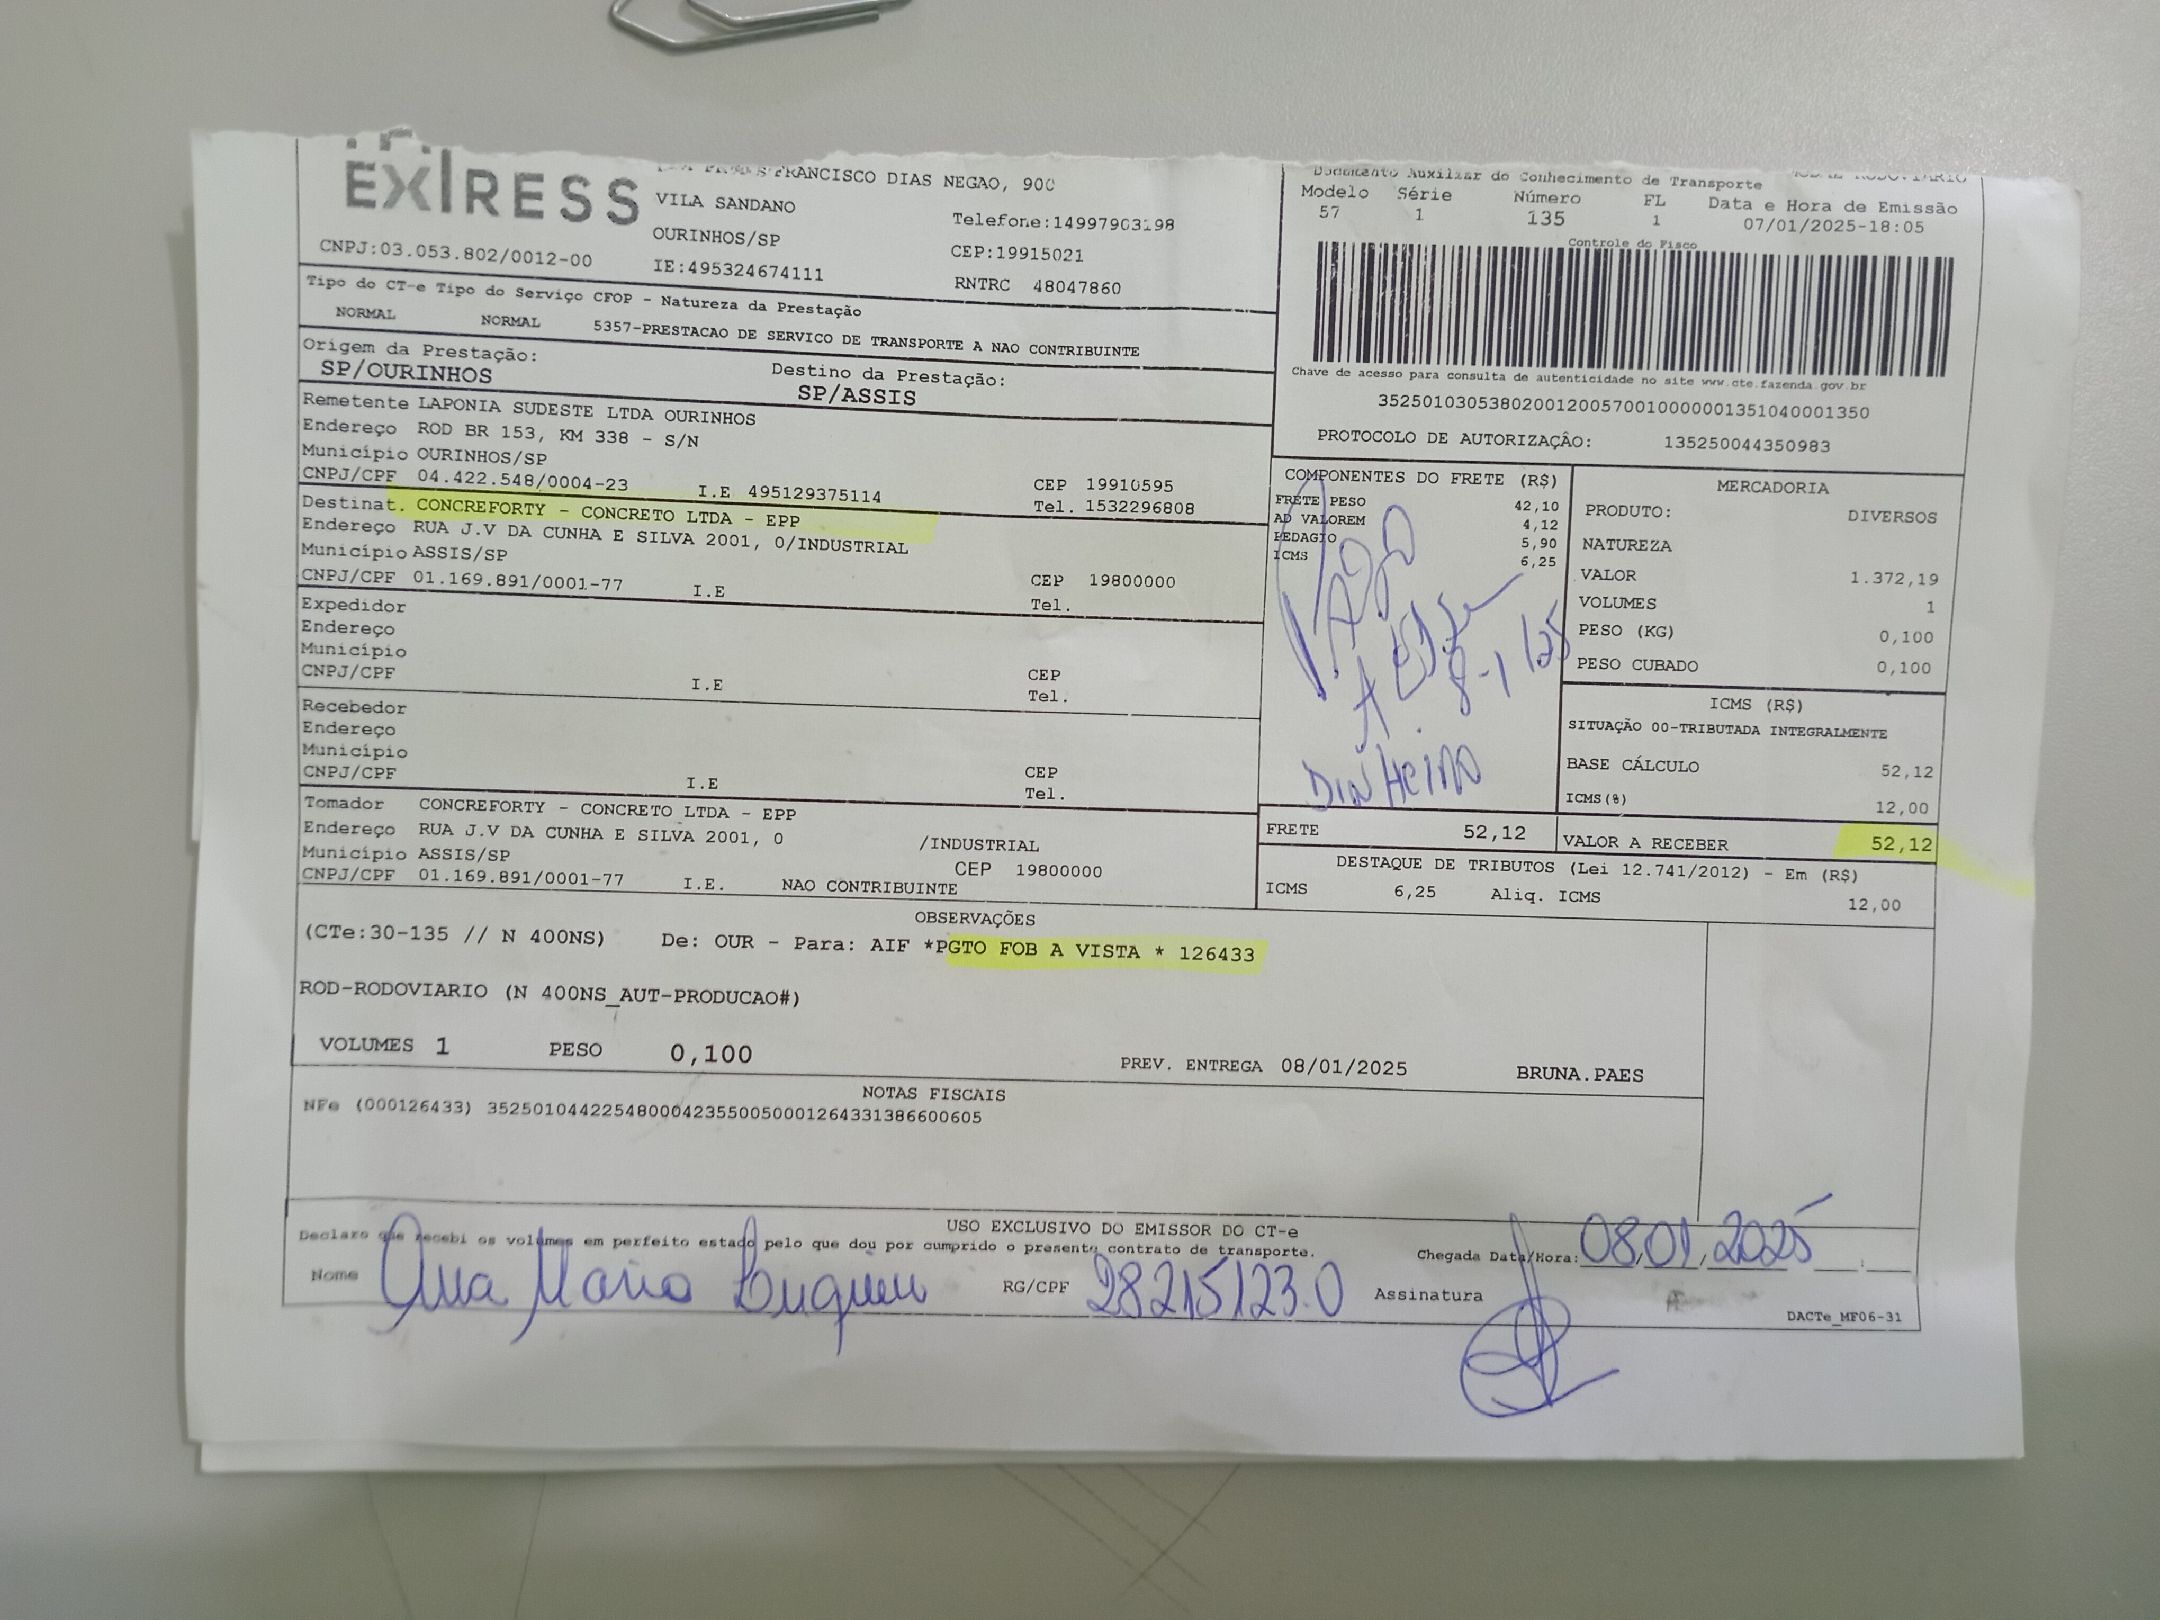 EXPRESS
FRANCISCO DIAS NEGAO, 900
VILA SANDANO
Telefone:14997903198
OURINHOS/SP
CEP:19915021
CNPJ:03.053.802/0012-00
IE:495324674111
RNTRC 48047860
Documento Auxiliar do Conhecimento de Transporte
MODAL RODOVIARIO
Modelo Série Número FL Data e Hora de Emissão
57 1 135 1 07/01/2025-18:05
Controle do Fisco
Chave de acesso para consulta de autenticidade no site www.cte.fazenda.gov.br
35250103053802001200570010000001351040001350
PROTOCOLO DE AUTORIZAÇÂO: 135250044350983
Tipo do CT-e Tipo do Serviço CFOP - Natureza da Prestação
NORMAL NORMAL 5357-PRESTACAO DE SERVICO DE TRANSPORTE A NAO CONTRIBUINTE
Origem da Prestação: Destino da Prestação:
SP/OURINHOS SP/ASSIS
Remetente LAPONIA SUDESTE LTDA OURINHOS
Endereço ROD BR 153, KM 338 - S/N
Município OURINHOS/SP CEP 19910595
CNPJ/CPF 04.422.548/0004-23 I.E 495129375114 Tel. 1532296808
Destinat. CONCREFORTY - CONCRETO LTDA - EPP
Endereço RUA J.V DA CUNHA E SILVA 2001, 0/INDUSTRIAL
Município ASSIS/SP CEP 19800000
CNPJ/CPF 01.169.891/0001-77 I.E Tel.
Expedidor
Endereço
Município CEP
CNPJ/CPF I.E Tel.
Recebedor
Endereço
Município CEP
CNPJ/CPF I.E Tel.
Tomador CONCREFORTY - CONCRETO LTDA - EPP
Endereço RUA J.V DA CUNHA E SILVA 2001, 0 /INDUSTRIAL
Município ASSIS/SP CEP 19800000
CNPJ/CPF 01.169.891/0001-77 I.E. NAO CONTRIBUINTE
COMPONENTES DO FRETE (R$)
FRETE PESO 42,10
AD VALOREM 4,12
PEDAGIO 5,90
ICMS 6,25
PAGO
8-1/25
DINHEIRO
MERCADORIA
PRODUTO: DIVERSOS
NATUREZA
VALOR 1.372,19
VOLUMES 1
PESO (KG) 0,100
PESO CUBADO 0,100
ICMS (R$)
SITUAÇÃO 00-TRIBUTADA INTEGRALMENTE
BASE CÁLCULO 52,12
ICMS(%) 12,00
FRETE 52,12 VALOR A RECEBER 52,12
DESTAQUE DE TRIBUTOS (Lei 12.741/2012) - Em (R$)
ICMS 6,25 Aliq. ICMS 12,00
OBSERVAÇÕES
(CTe:30-135 // N 400NS) De: OUR - Para: AIF *PGTO FOB A VISTA * 126433
ROD-RODOVIARIO (N 400NS_AUT-PRODUCAO#)
VOLUMES 1 PESO 0,100 PREV. ENTREGA 08/01/2025 BRUNA.PAES
NOTAS FISCAIS
NFe (000126433) 35250104422548000423550050001264331386600605
USO EXCLUSIVO DO EMISSOR DO CT-e
Declaro que recebi os volumes em perfeito estado pelo que dou por cumprido o presente contrato de transporte.
Chegada Data/Hora: 08/01/2025 :
Nome Ana Maria RG/CPF 28215123.0 Assinatura
DACTe_MF06-31